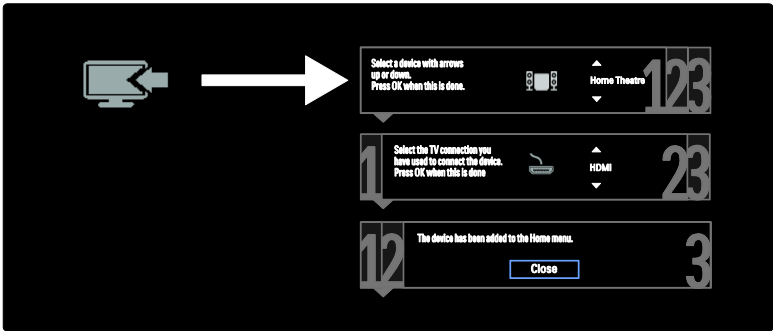 Select a device with arrows
up or down.
Press OK when this is done.
Home Theatre
123
1
Select the TV connection you
have used to connect the device.
Press OK when this is done
HDMI
23
12
The device has been added to the Home menu.
Close
3